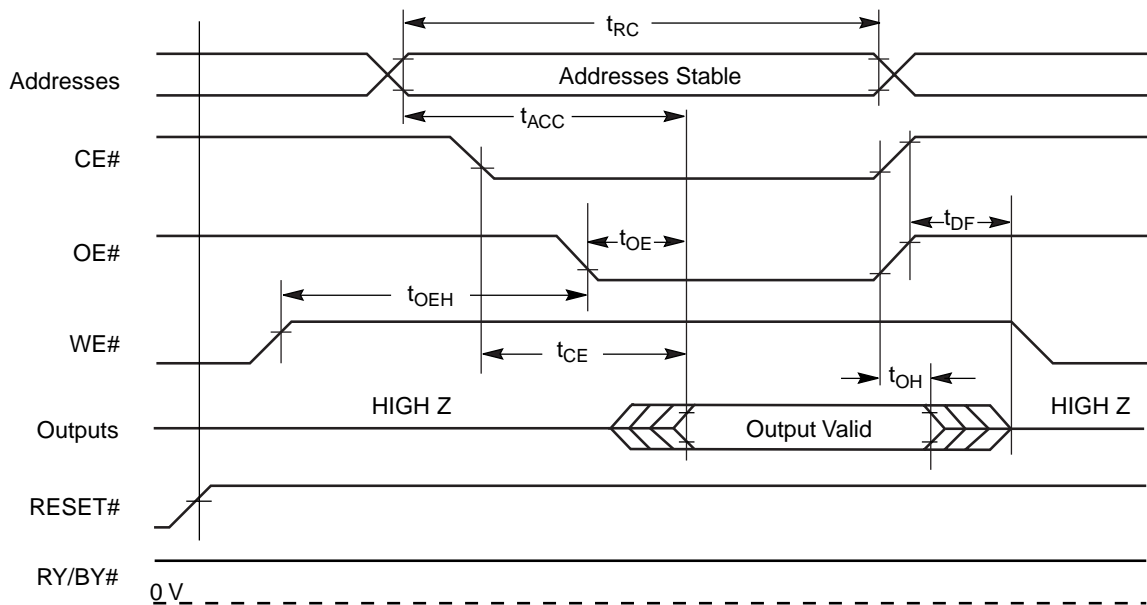 tRC
Addresses
Addresses Stable
tACC
CE#
tDF
OE#
tOE
tOEH
WE#
tCE
tOH
HIGH Z
HIGH Z
Outputs
Output Valid
RESET#
RY/BY#
0 V